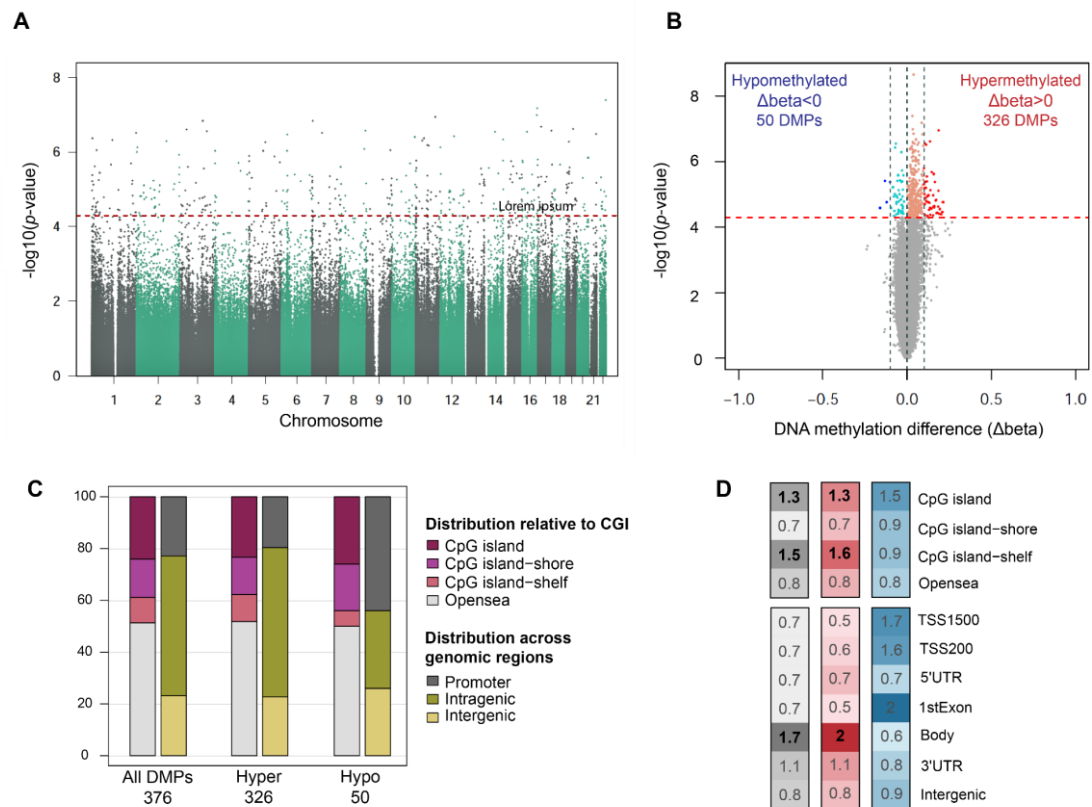 A
-log10(p-value)
8
6
4
2
0
Lorem ipsum
1 2 3 4 5 6 7 8 9 10 12 14 16 18 21
Chromosome
B
-log10(p-value)
8
6
4
2
0
Hypomethylated
Δbeta<0
50 DMPs
Hypermethylated
Δbeta>0
326 DMPs
−1.0 −0.5 0.0 0.5 1.0
DNA methylation difference (Δbeta)
C
100
80
60
40
20
0
All DMPs Hyper Hypo
376 326 50
Distribution relative to CGI
CpG island
CpG island−shore
CpG island−shelf
Opensea
Distribution across
genomic regions
Promoter
Intragenic
Intergenic
D
1.3 1.3 1.5 CpG island
0.7 0.7 0.9 CpG island−shore
1.5 1.6 0.9 CpG island−shelf
0.8 0.8 0.8 Opensea
0.7 0.5 1.7 TSS1500
0.7 0.6 1.6 TSS200
0.7 0.7 0.7 5'UTR
0.7 0.5 2 1stExon
1.7 2 0.6 Body
1.1 1.1 0.8 3'UTR
0.8 0.8 0.9 Intergenic